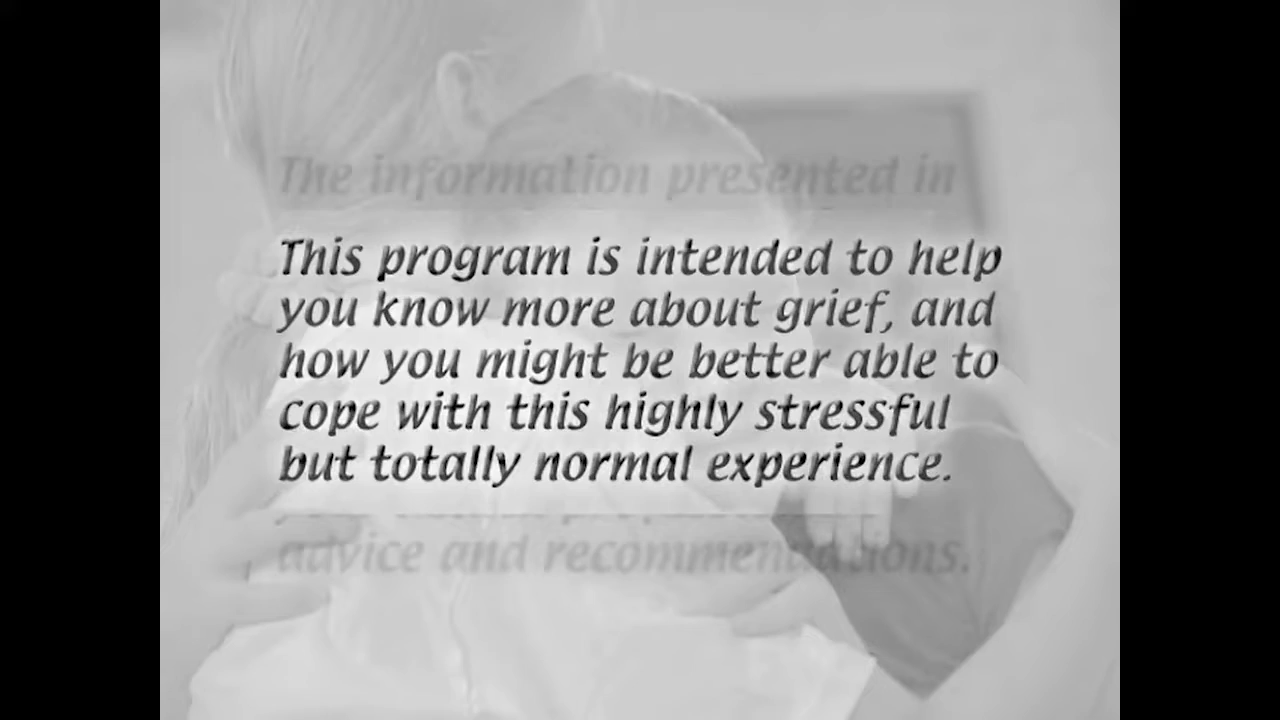 The information presented in
This program is intended to help
you know more about grief, and
how you might be better able to
cope with this highly stressful
but totally normal experience.
advice and recommendations.